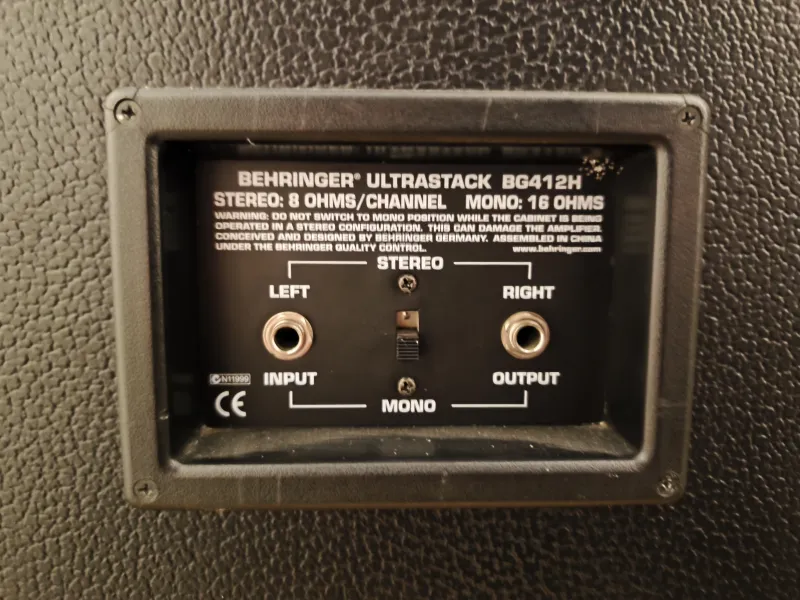 BEHRINGER® ULTRASTACK BG412H
STEREO: 8 OHMS/CHANNEL MONO: 16 OHMS
WARNING: DO NOT SWITCH TO MONO POSITION WHILE THE CABINET IS BEING
OPERATED IN A STEREO CONFIGURATION. THIS CAN DAMAGE THE AMPLIFIER.
CONCEIVED AND DESIGNED BY BEHRINGER GERMANY. ASSEMBLED IN CHINA
UNDER THE BEHRINGER QUALITY CONTROL. www.behringer.com
STEREO
LEFT RIGHT
INPUT OUTPUT
N11999
CE
MONO